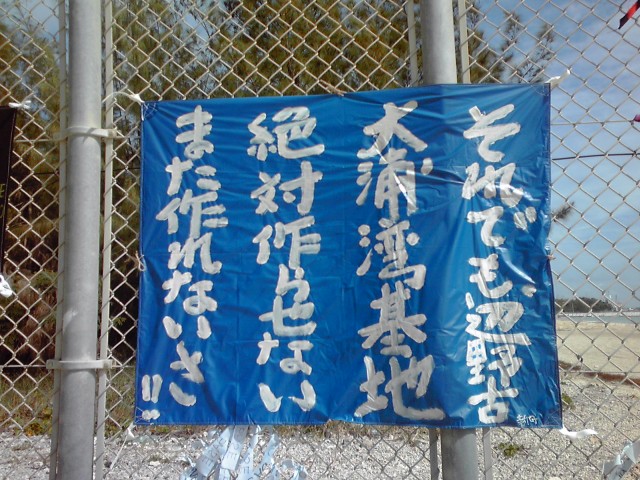 それでも辺野古
大浦湾基地
絶対作らせない
まだ作れないさ!!